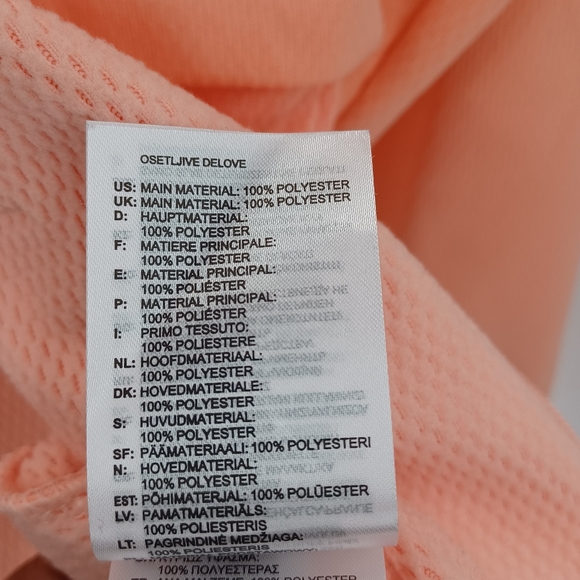 OSETLJIVE DELOVE
US: MAIN MATERIAL: 100% POLYESTER
UK: MAIN MATERIAL: 100% POLYESTER
D: HAUPTMATERIAL:
100% POLYESTER
F: MATIERE PRINCIPALE:
100% POLYESTER
E: MATERIAL PRINCIPAL:
100% POLIÉSTER
P: MATERIAL PRINCIPAL:
100% POLIÉSTER
I: PRIMO TESSUTO:
100% POLIESTERE
NL: HOOFDMATERIAAL:
100% POLYESTER
DK: HOVEDMATERIALE:
100% POLYESTER
S: HUVUDMATERIAL:
100% POLYESTER
SF: PÄÄMATERIAALI: 100% POLYESTERI
N: HOVEDMATERIAL:
100% POLYESTER
EST: PÕHIMATERJAL: 100% POLÜESTER
LV: PAMATMATERIĀLS:
100% POLIESTERIS
LT: PAGRINDINĖ MEDŽIAGA:
100% POLIESTERIS
ΥΦΑΣΜΑ:
100% ΠΟΛΥΕΣΤΕΡΑΣ